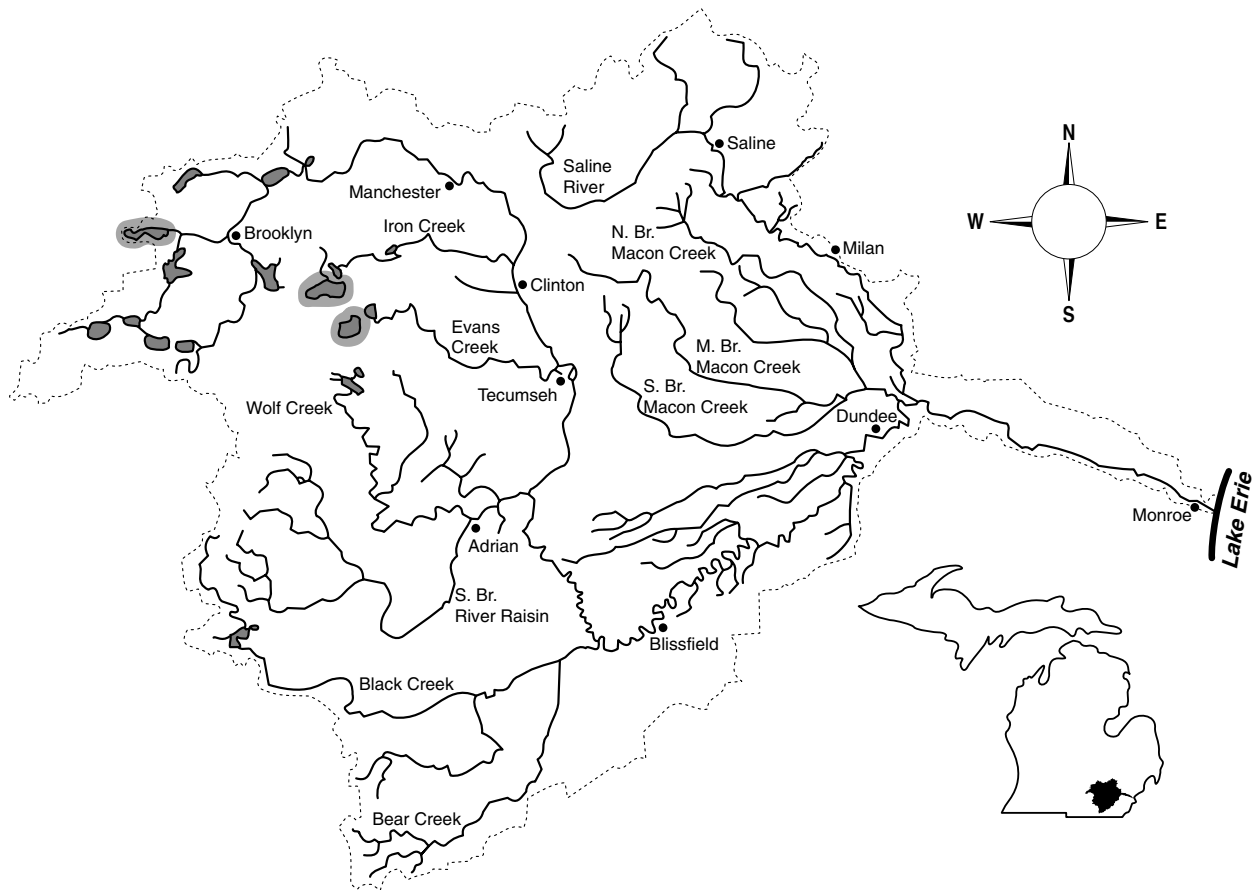 N
Saline
Saline
River
Manchester
W
E
Iron Creek
Brooklyn
N. Br.
Macon Creek
Milan
Clinton
S
Evans
Creek
M. Br.
Macon Creek
Tecumseh
S. Br.
Macon Creek
Wolf Creek
Dundee
Monroe
Lake Erie
Adrian
S. Br.
River Raisin
Blissfield
Black Creek
Bear Creek